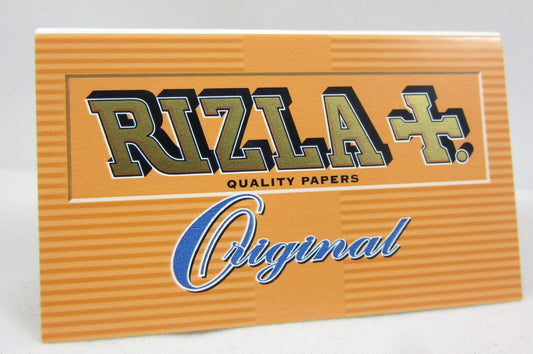 RIZLA +.
QUALITY PAPERS
Original